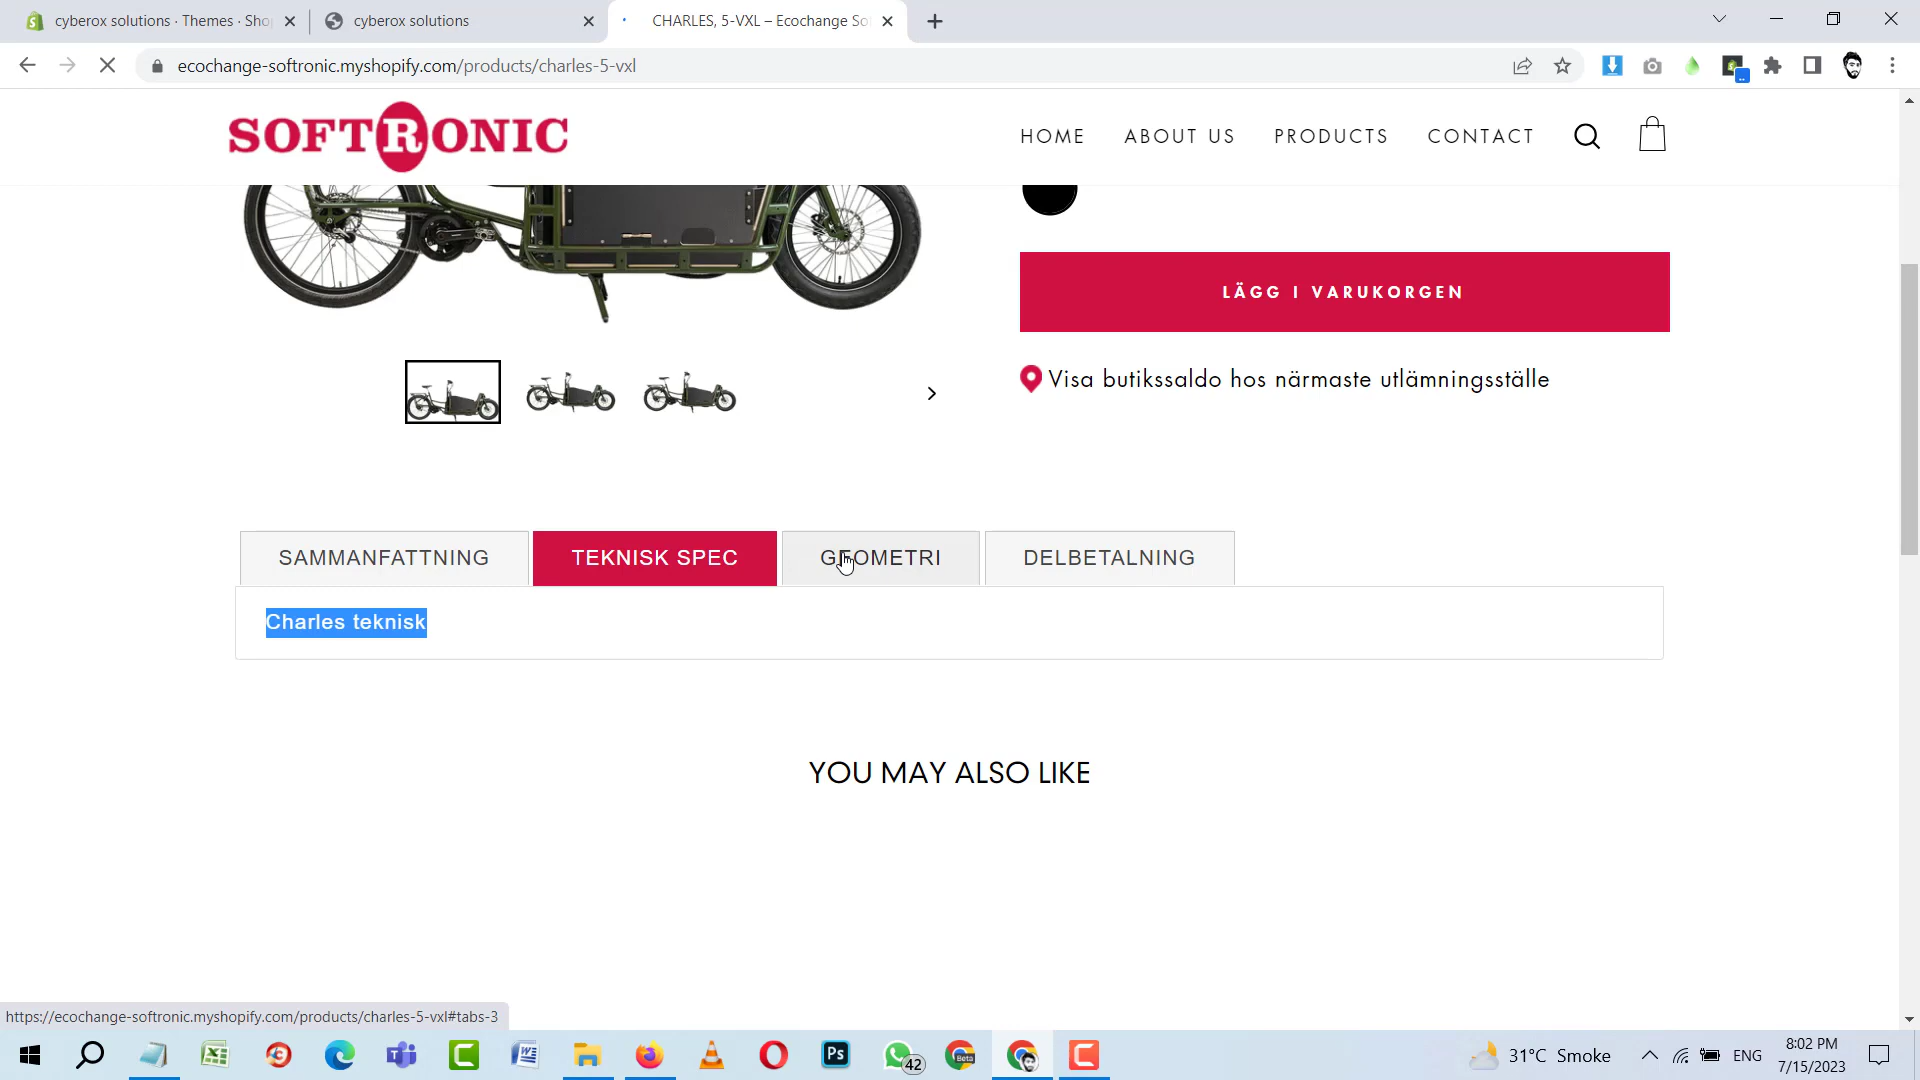 cyberox solutions · Themes · Sho
cyberox solutions
CHARLES, 5-VXL – Ecochange So
ecochange-softronic.myshopify.com/products/charles-5-vxl
SOFTRONIC
HOME
ABOUT US
PRODUCTS
CONTACT
LÄGG I VARUKORGEN
Visa butikssaldo hos närmaste utlämningsställe
SAMMANFATTNING
TEKNISK SPEC
GEOMETRI
DELBETALNING
Charles teknisk
YOU MAY ALSO LIKE
https://ecochange-softronic.myshopify.com/products/charles-5-vxl#tabs-3
Ps
42
Beta
31°C Smoke
ENG
8:02 PM
7/15/2023